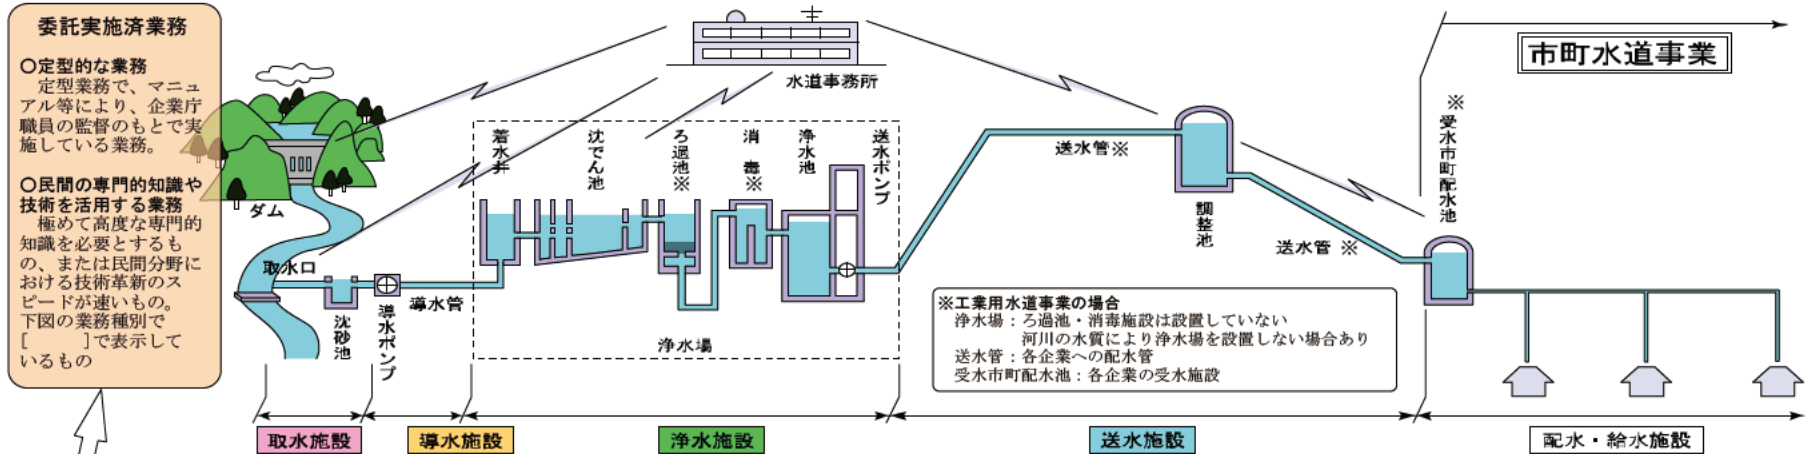 委託実施済業務
○定型的な業務
定型業務で、マニュ
アル等により、企業庁
職員の監督のもとで実
施している業務。
○民間の専門的知識や
技術を活用する業務
極めて高度な専門的
知識を必要とするも
の、または民間分野に
おける技術革新のス
ピードが速いもの。
下図の業務種別で
[　　　]で表示して
いるもの
ダム
取水口
沈砂池
導水ポンプ
導水管
水道事務所
着水井
沈でん池
ろ過池※
消毒※
浄水池
送水ポンプ
浄水場
送水管※
調整池
送水管 ※
市町水道事業
※受水市町配水池
※工業用水道事業の場合
浄水場：ろ過池・消毒施設は設置していない
河川の水質により浄水場を設置しない場合あり
送水管：各企業への配水管
受水市町配水池：各企業の受水施設
取水施設
導水施設
浄水施設
送水施設
配水・給水施設